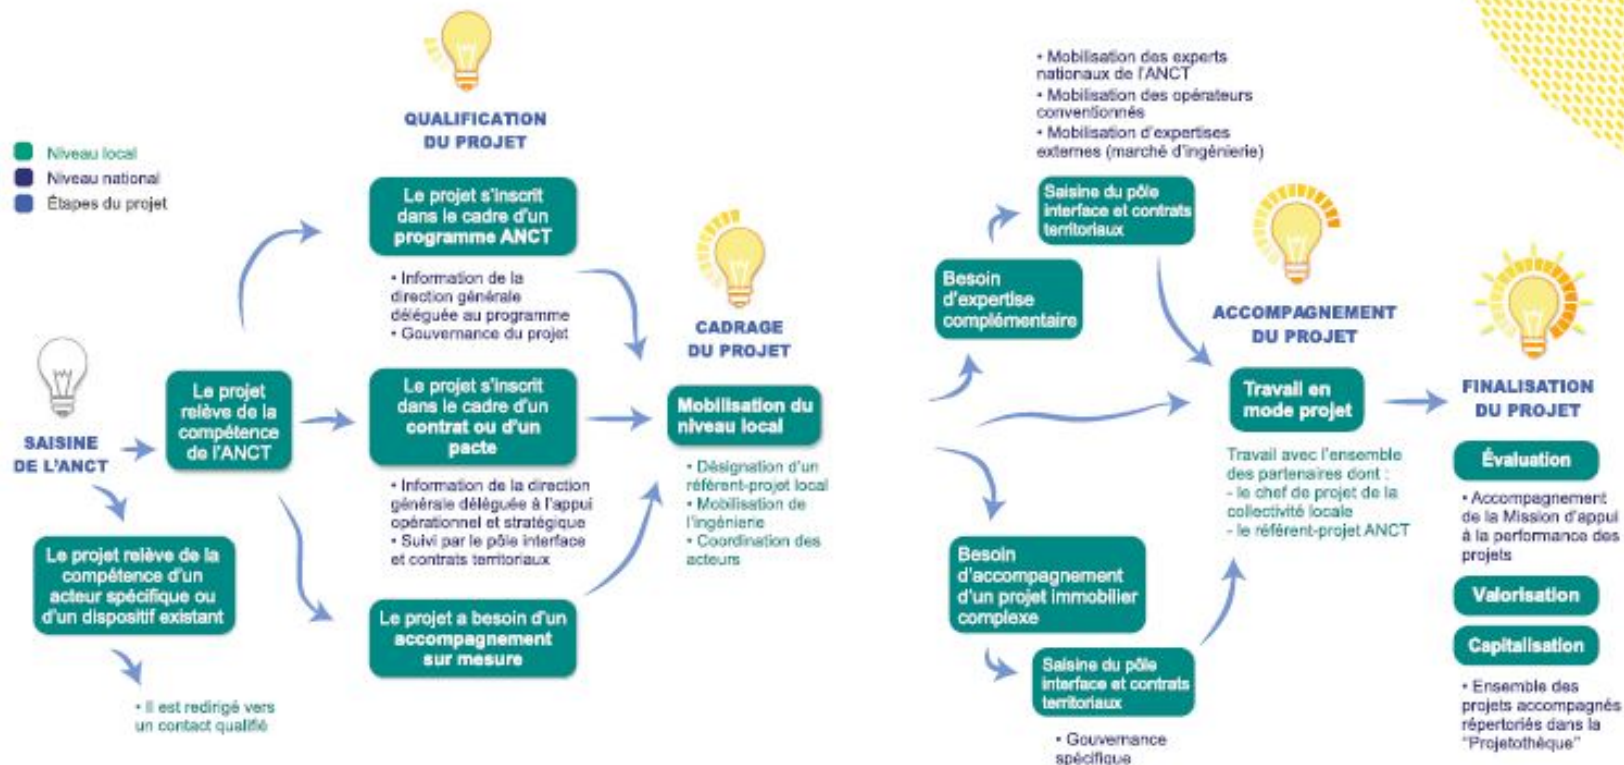 Niveau local
Niveau national
Étapes du projet
SAISINE
DE L'ANCT
Le projet
relève de la
compétence
de l'ANCT
Le projet relève de la
compétence d'un
acteur spécifique ou
d'un dispositif existant
• Il est redirigé vers
un contact qualifié
QUALIFICATION
DU PROJET
Le projet s'inscrit
dans le cadre d'un
programme ANCT
• Information de la
direction générale
déléguée au programme
• Gouvernance du projet
Le projet s'inscrit
dans le cadre d'un
contrat ou d'un
pacte
• Information de la direction
générale déléguée à l'appui
opérationnel et stratégique
• Suivi par le pôle interface
et contrats territoriaux
Le projet a besoin d'un
accompagnement
sur mesure
CADRAGE
DU PROJET
Mobilisation du
niveau local
• Désignation d'un
référent-projet local
• Mobilisation de
l'ingénierie
• Coordination des
acteurs
• Mobilisation des experts
nationaux de l'ANCT
• Mobilisation des opérateurs
conventionnés
• Mobilisation d'expertises
externes (marché d'ingénierie)
Saisine du pôle
interface et contrats
territoriaux
Besoin
d'expertise
complémentaire
Besoin
d'accompagnement
d'un projet immobilier
complexe
Saisine du pôle
interface et contrats
territoriaux
• Gouvernance
spécifique
ACCOMPAGNEMENT
DU PROJET
Travail en
mode projet
Travail avec l'ensemble
des partenaires dont :
- le chef de projet de la
collectivité locale
- le référent-projet ANCT
FINALISATION
DU PROJET
Évaluation
• Accompagnement
de la Mission d'appui
à la performance des
projets
Valorisation
Capitalisation
• Ensemble des
projets accompagnés
répertoriés dans la
"Projetothèque"